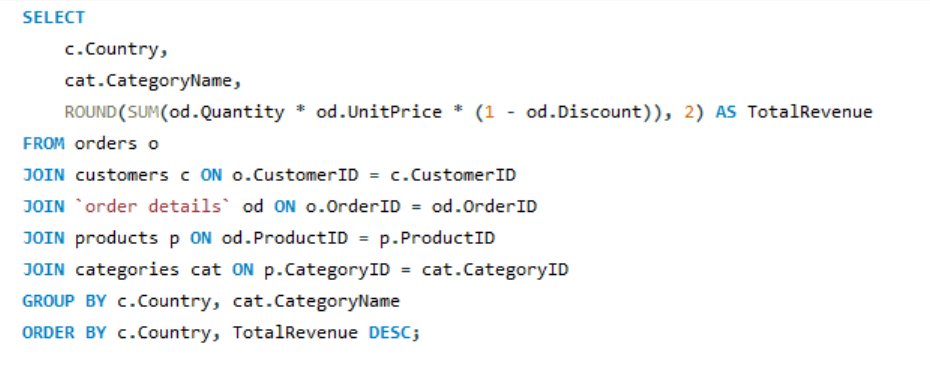 SELECT
    c.Country,
    cat.CategoryName,
    ROUND(SUM(od.Quantity * od.UnitPrice * (1 - od.Discount)), 2) AS TotalRevenue
FROM orders o
JOIN customers c ON o.CustomerID = c.CustomerID
JOIN `order details` od ON o.OrderID = od.OrderID
JOIN products p ON od.ProductID = p.ProductID
JOIN categories cat ON p.CategoryID = cat.CategoryID
GROUP BY c.Country, cat.CategoryName
ORDER BY c.Country, TotalRevenue DESC;